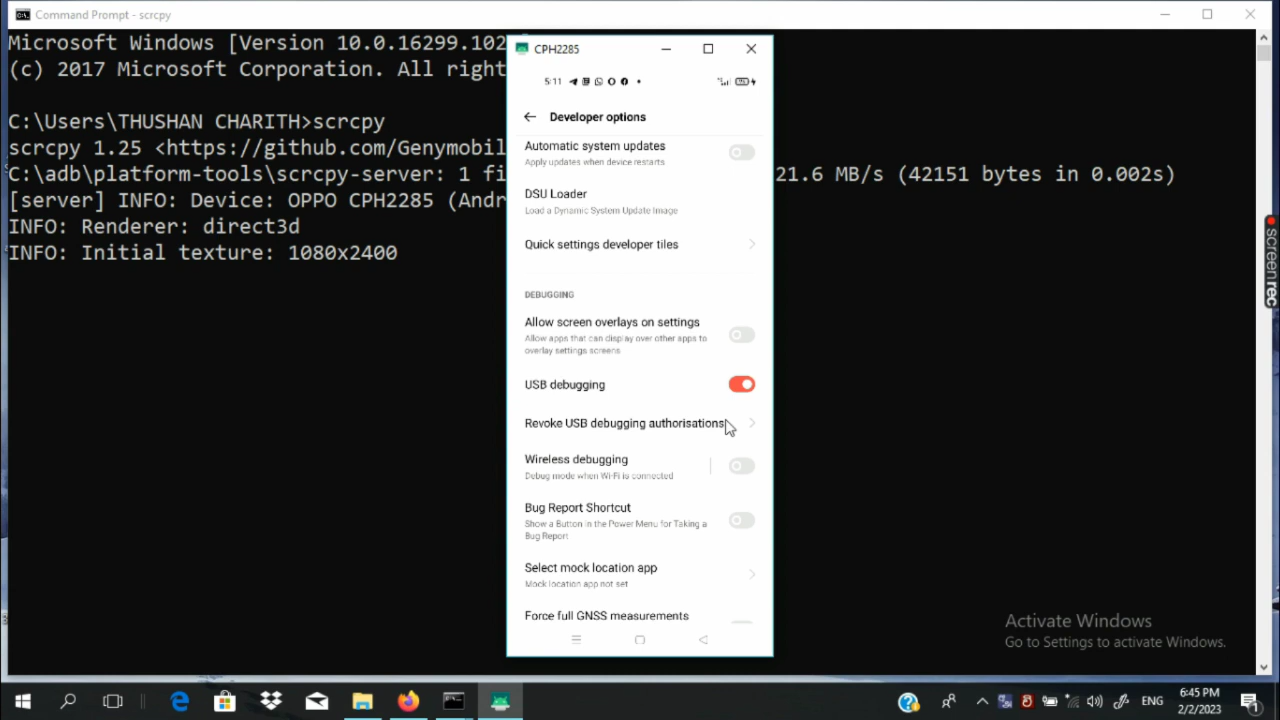 Command Prompt - scrcpy
Microsoft Windows [Version 10.0.16299.102
(c) 2017 Microsoft Corporation. All right
C:\Users\THUSHAN CHARITH>scrcpy
scrcpy 1.25 <https://github.com/Genymobil
C:\adb\platform-tools\scrcpy-server: 1 fi 21.6 MB/s (42151 bytes in 0.002s)
[server] INFO: Device: OPPO CPH2285 (Andr
INFO: Renderer: direct3d
INFO: Initial texture: 1080x2400
CPH2285
5:11
Developer options
Automatic system updates
Apply updates when device restarts
DSU Loader
Load a Dynamic System Update Image
Quick settings developer tiles
DEBUGGING
Allow screen overlays on settings
Allow apps that can display over other apps to
overlay settings screens
USB debugging
Revoke USB debugging authorisations
Wireless debugging
Debug mode when Wi-Fi is connected
Bug Report Shortcut
Show a Button in the Power Menu for Taking a
Bug Report
Select mock location app
Mock location app not set
Force full GNSS measurements
screenrec
Activate Windows
Go to Settings to activate Windows.
ENG
6:45 PM
2/2/2023
1